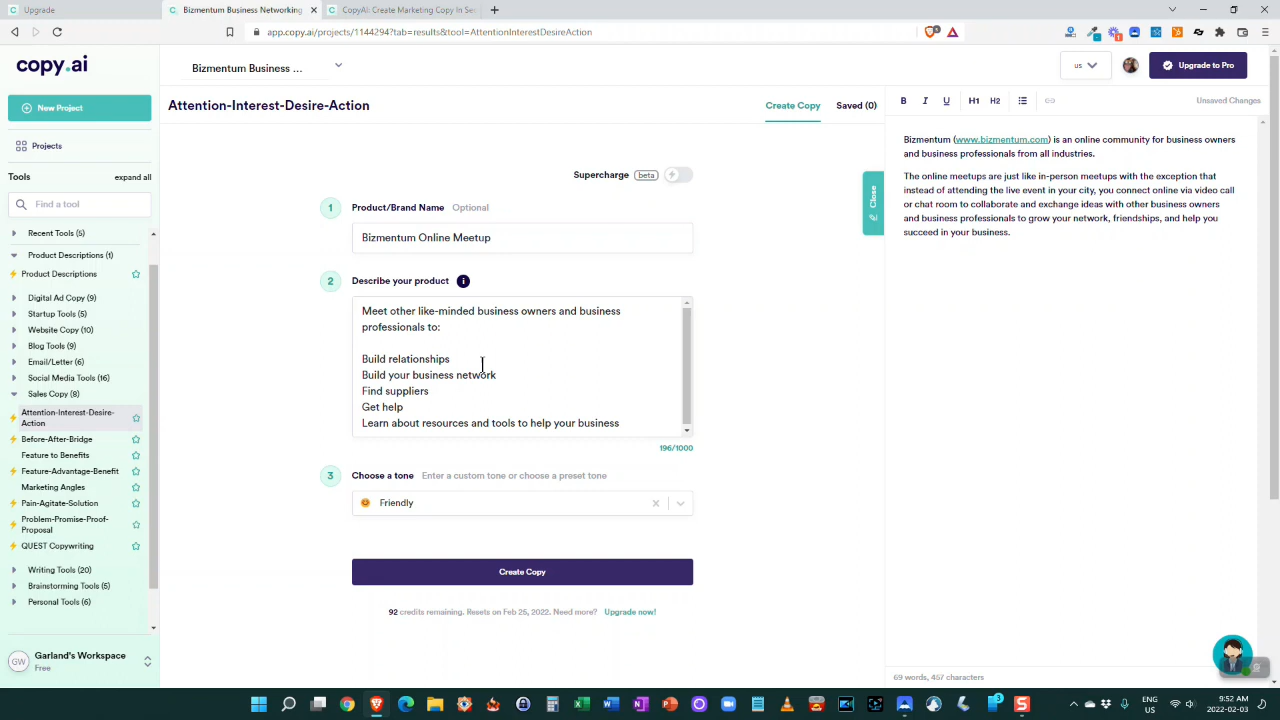 Upgrade
Bizmentum Business Networking
CopyAI: Create Marketing Copy In Sec
app.copy.ai/projects/1144294?tab=results&tool=AttentionInterestDesireAction
copy.ai
Bizmentum Business ...
us
Upgrade to Pro
New Project
Attention-Interest-Desire-Action
Create Copy
Saved (0)
B I U H1 H2
Unsaved Changes
Projects
Tools
expand all
Find a tool
Recent Tools (5)
Product Descriptions (1)
Product Descriptions
Digital Ad Copy (9)
Startup Tools (5)
Website Copy (10)
Blog Tools (9)
Email/Letter (6)
Social Media Tools (16)
Sales Copy (8)
Attention-Interest-Desire-
Action
Before-After-Bridge
Feature to Benefits
Feature-Advantage-Benefit
Marketing Angles
Pain-Agitate-Solution
Problem-Promise-Proof-
Proposal
QUEST Copywriting
Writing Tools (20)
Brainstorming Tools (5)
Personal Tools (6)
GW
Garland's Workspace
Free
Supercharge beta
1 Product/Brand Name Optional
Bizmentum Online Meetup
2 Describe your product i
Meet other like-minded business owners and business
professionals to:
Build relationships
Build your business network
Find suppliers
Get help
Learn about resources and tools to help your business
196/1000
3 Choose a tone Enter a custom tone or choose a preset tone
Friendly
Create Copy
92 credits remaining. Resets on Feb 25, 2022. Need more? Upgrade now!
Close
Bizmentum (www.bizmentum.com) is an online community for business owners
and business professionals from all industries.
The online meetups are just like in-person meetups with the exception that
instead of attending the live event in your city, you connect online via video call
or chat room to collaborate and exchange ideas with other business owners
and business professionals to grow your network, friendships, and help you
succeed in your business.
69 words, 457 characters
ENG
US
9:52 AM
2022-02-03